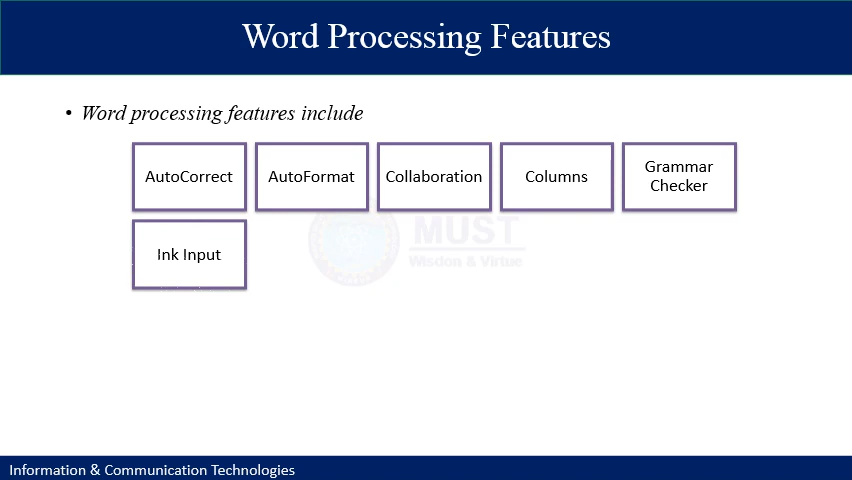 Word Processing Features
• Word processing features include
AutoCorrect
AutoFormat
Collaboration
Columns
Grammar
Checker
Ink Input
MUST
Wisdom & Virtue
Information & Communication Technologies